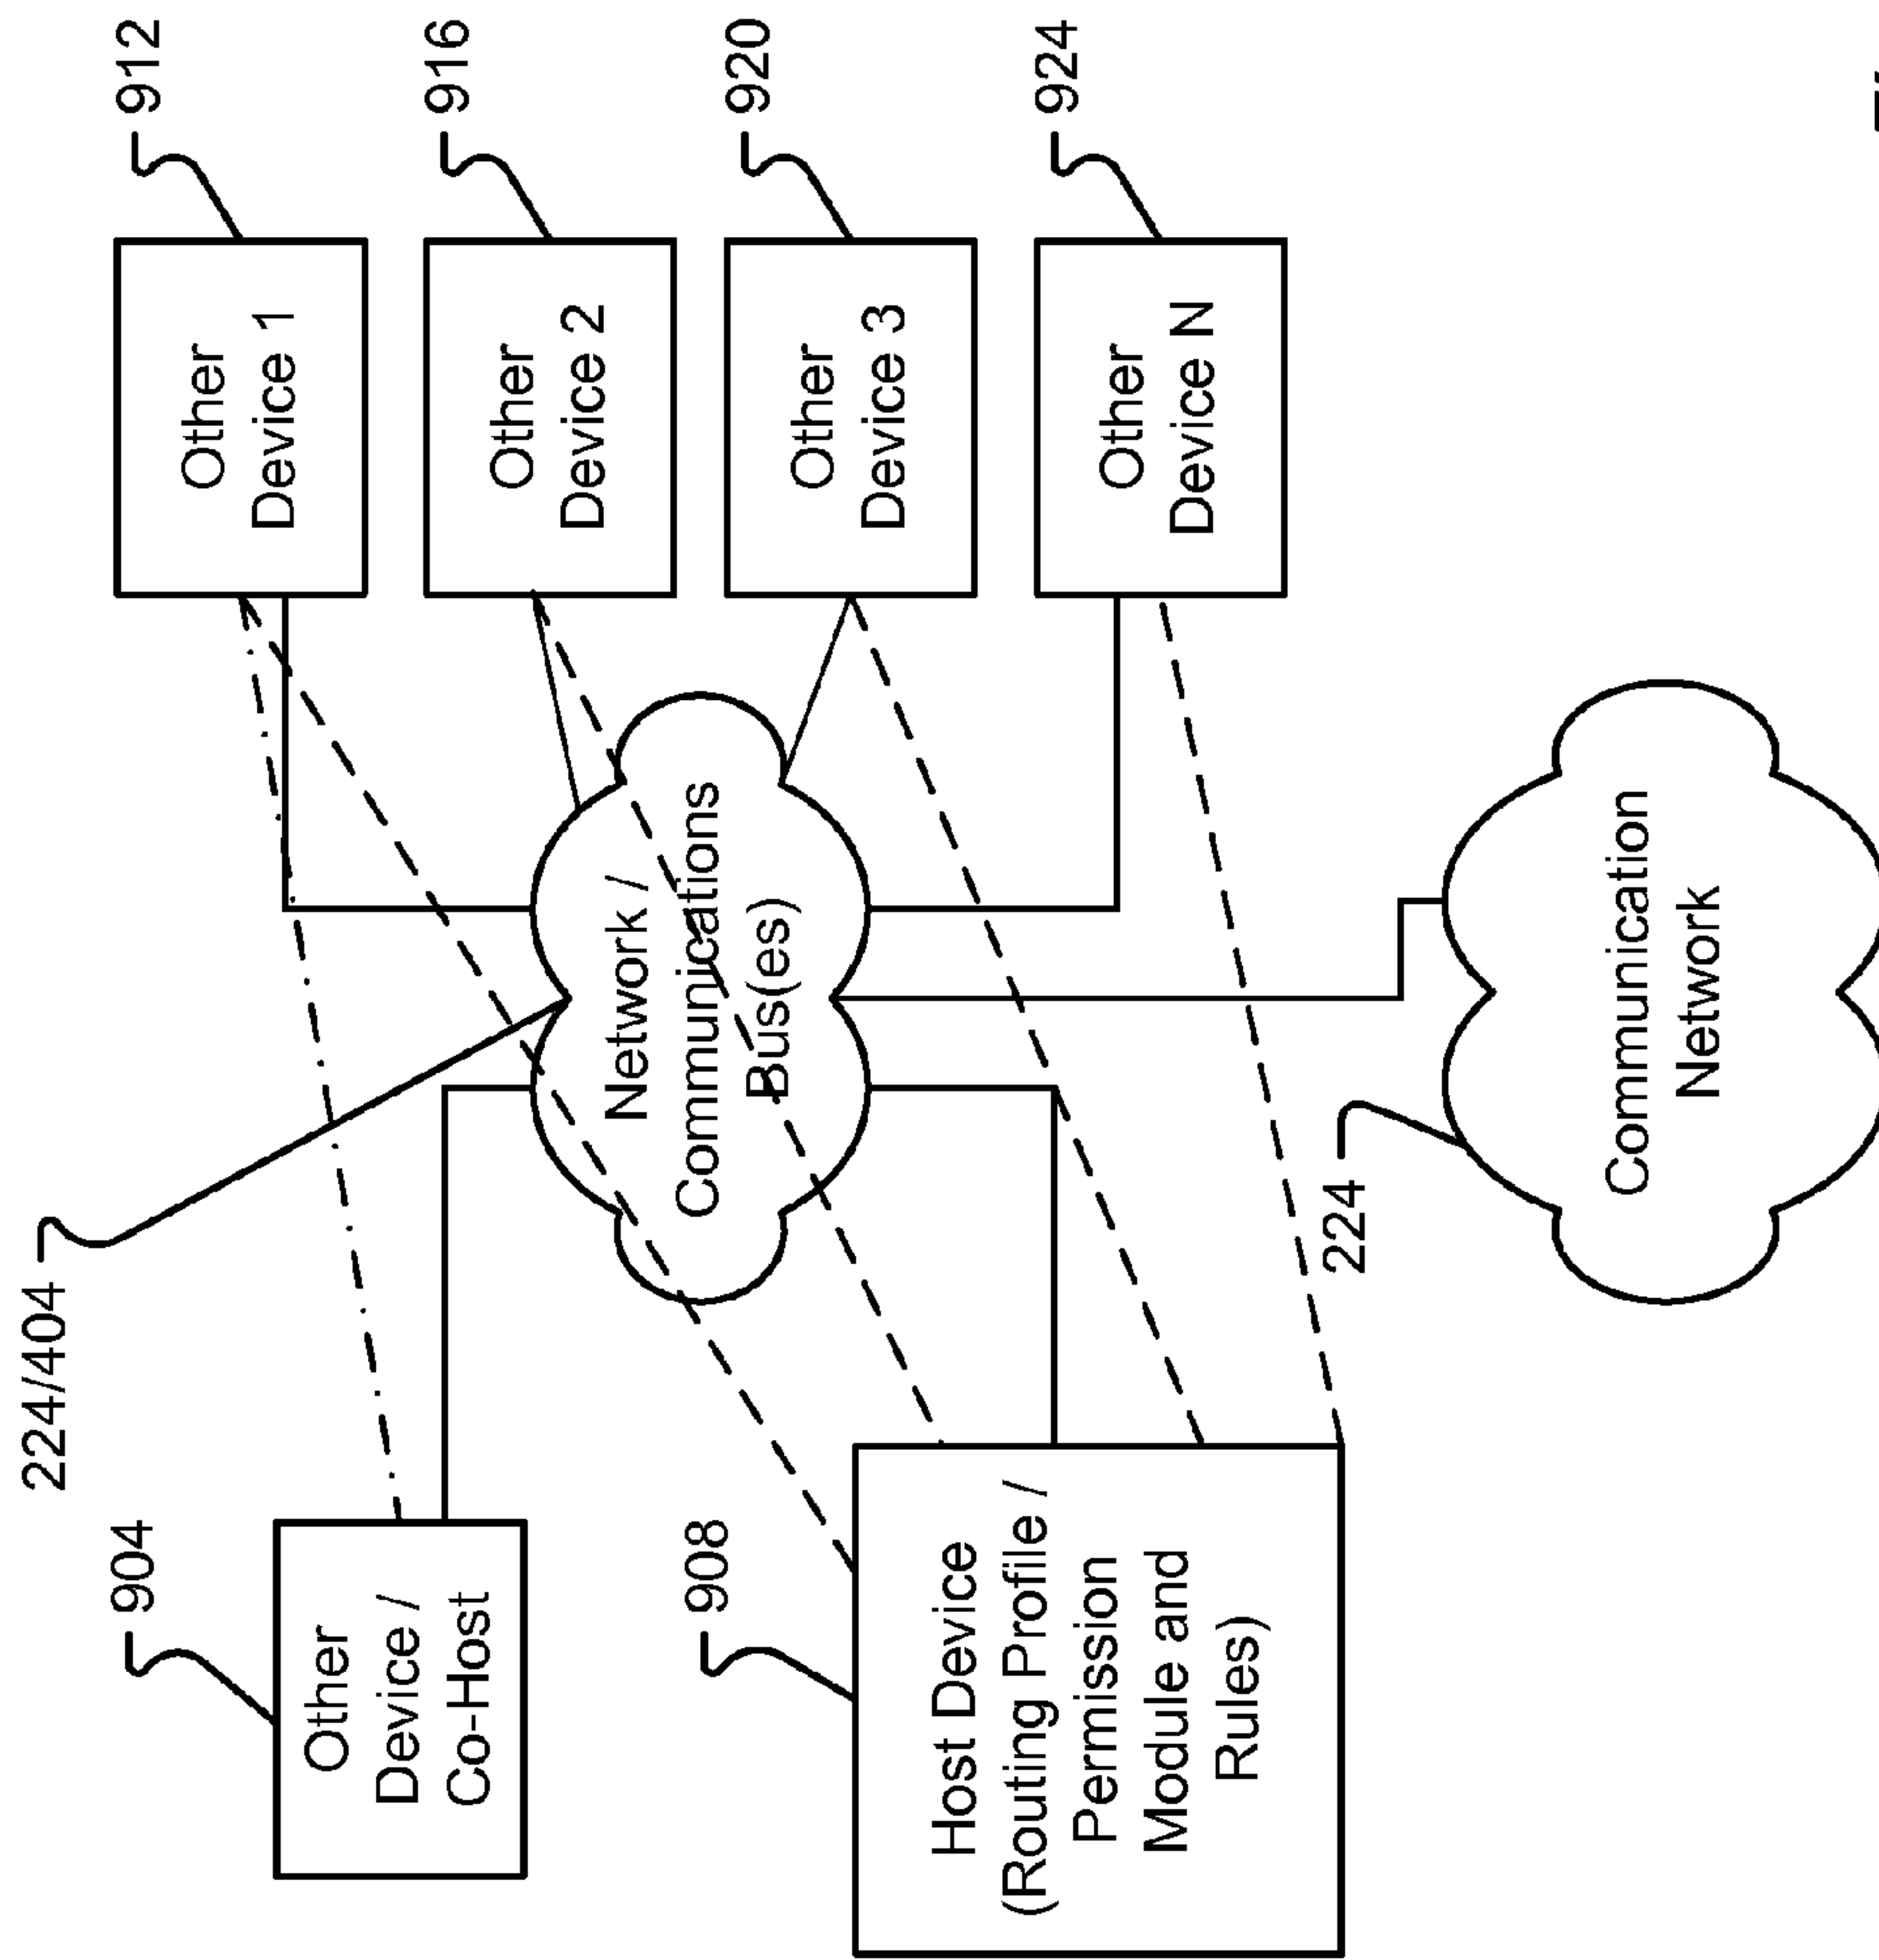 224/404
904
Other
Device /
Co-Host
908
Host Device
(Routing Profile /
Permission
Module and
Rules)
Network /
Communications
Bus(es)
224
Communication
Network
Other
Device 1
912
Other
Device 2
916
Other
Device 3
920
Other
Device N
924